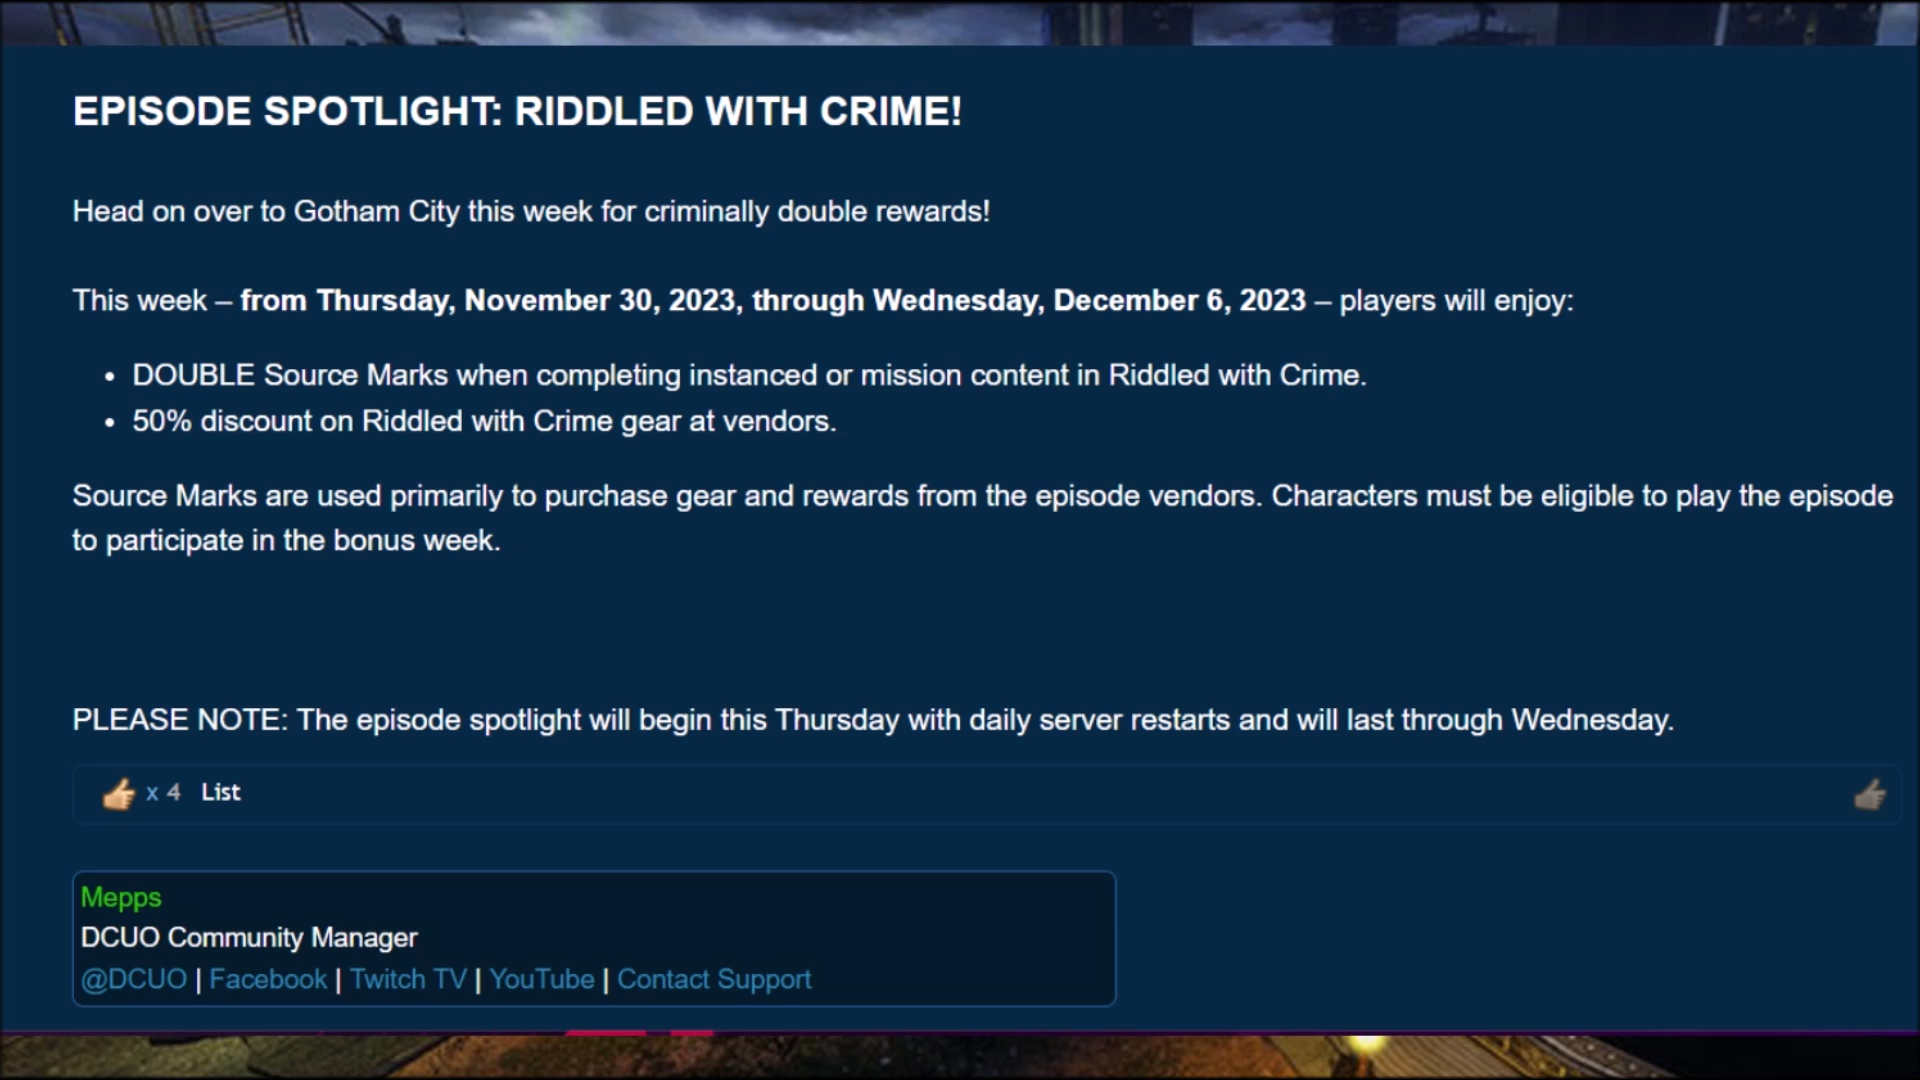 EPISODE SPOTLIGHT: RIDDLED WITH CRIME!
Head on over to Gotham City this week for criminally double rewards!
This week – from Thursday, November 30, 2023, through Wednesday, December 6, 2023 – players will enjoy:
• DOUBLE Source Marks when completing instanced or mission content in Riddled with Crime.
• 50% discount on Riddled with Crime gear at vendors.
Source Marks are used primarily to purchase gear and rewards from the episode vendors. Characters must be eligible to play the episode
to participate in the bonus week.
PLEASE NOTE: The episode spotlight will begin this Thursday with daily server restarts and will last through Wednesday.
x 4 List
Mepps
DCUO Community Manager
@DCUO | Facebook | Twitch TV | YouTube | Contact Support